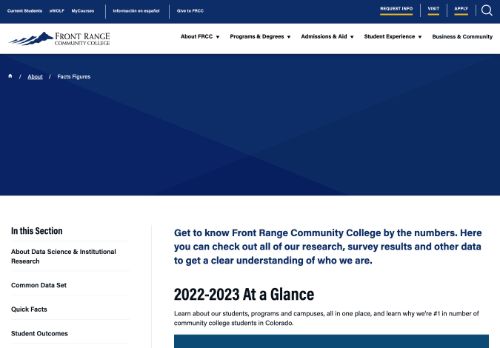 Current Students eWOLF MyCourses Información en español Give to FRCC REQUEST INFO VISIT APPLY
FRONT RANGE
COMMUNITY COLLEGE
About FRCC Programs & Degrees Admissions & Aid Student Experience Business & Community
/ About / Facts Figures
In this Section
About Data Science & Institutional
Research
Common Data Set
Quick Facts
Student Outcomes
Get to know Front Range Community College by the numbers. Here
you can check out all of our research, survey results and other data
to get a clear understanding of who we are.
2022-2023 At a Glance
Learn about our students, programs and campuses, all in one place, and learn why we're #1 in number of
community college students in Colorado.